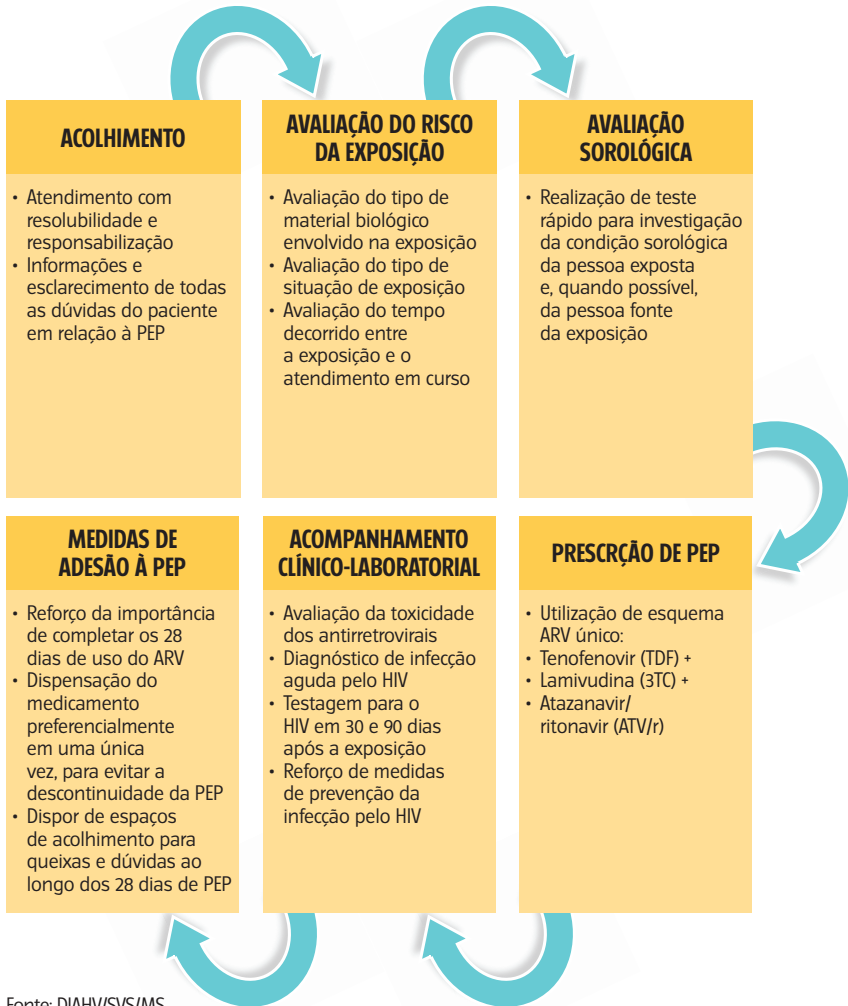 ACOLHIMENTO
• Atendimento com
resolubilidade e
responsabilização
• Informações e
esclarecimento de todas
as dúvidas do paciente
em relação à PEP
AVALIAÇÃO DO RISCO
DA EXPOSIÇÃO
• Avaliação do tipo de
material biológico
envolvido na exposição
• Avaliação do tipo de
situação de exposição
• Avaliação do tempo
decorrido entre
a exposição e o
atendimento em curso
AVALIAÇÃO
SOROLÓGICA
• Realização de teste
rápido para investigação
da condição sorológica
da pessoa exposta
e, quando possível,
da pessoa fonte
da exposição
PRESCRÇÃO DE PEP
• Utilização de esquema
ARV único:
• Tenofenovir (TDF) +
• Lamivudina (3TC) +
• Atazanavir/
ritonavir (ATV/r)
ACOMPANHAMENTO
CLÍNICO-LABORATORIAL
• Avaliação da toxicidade
dos antirretrovirais
• Diagnóstico de infecção
aguda pelo HIV
• Testagem para o
HIV em 30 e 90 dias
após a exposição
• Reforço de medidas
de prevenção da
infecção pelo HIV
MEDIDAS DE
ADESÃO À PEP
• Reforço da importância
de completar os 28
dias de uso do ARV
• Dispensação do
medicamento
preferencialmente
em uma única
vez, para evitar a
descontinuidade da PEP
• Dispor de espaços
de acolhimento para
queixas e dúvidas ao
longo dos 28 dias de PEP
Fonte: DIAHV/SVS/MS